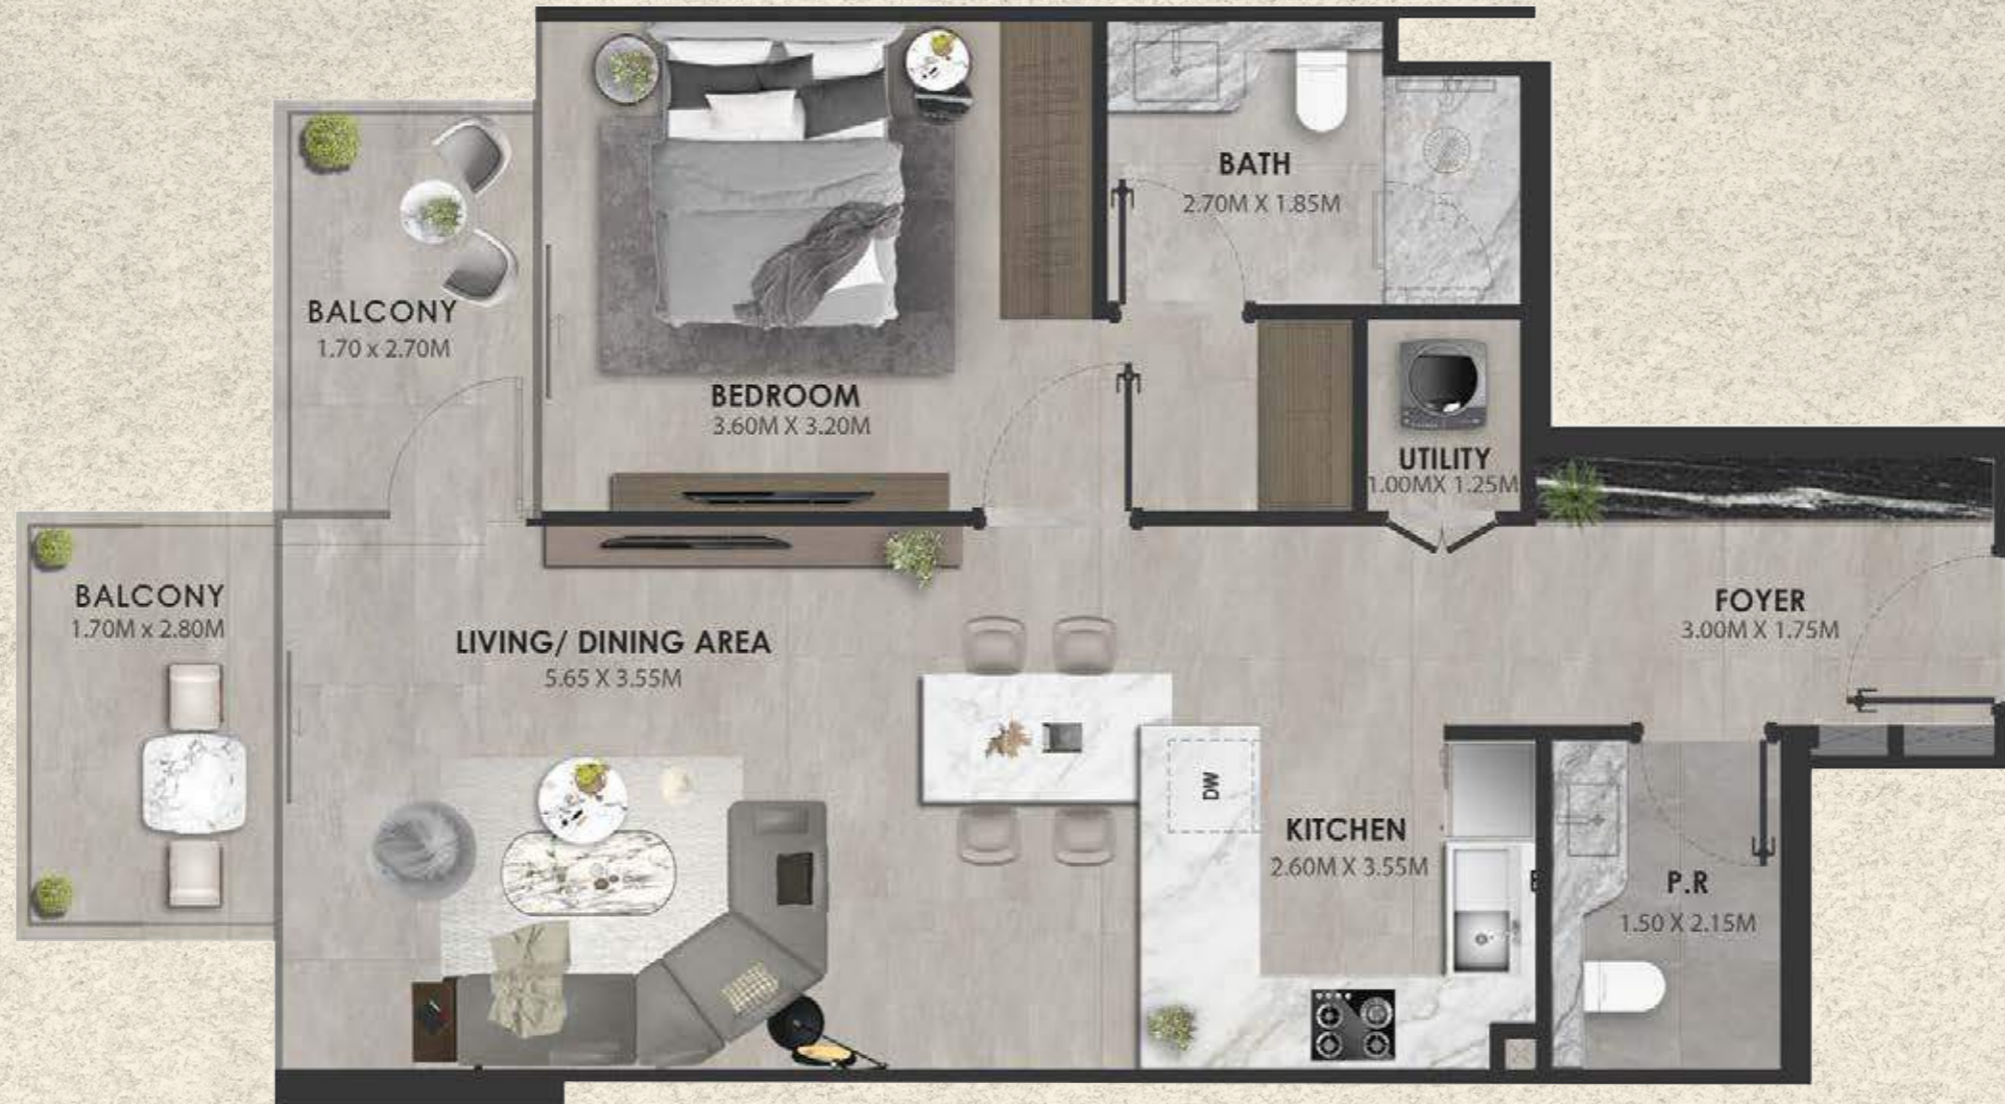 BATH
2.70M X 1.85M
BALCONY
1.70 x 2.70M
BEDROOM
3.60M X 3.20M
UTILITY
1.00MX 1.25M
BALCONY
1.70M x 2.80M
LIVING/ DINING AREA
5.65 X 3.55M
FOYER
3.00M X 1.75M
DW
KITCHEN
2.60M X 3.55M
P.R
1.50 X 2.15M